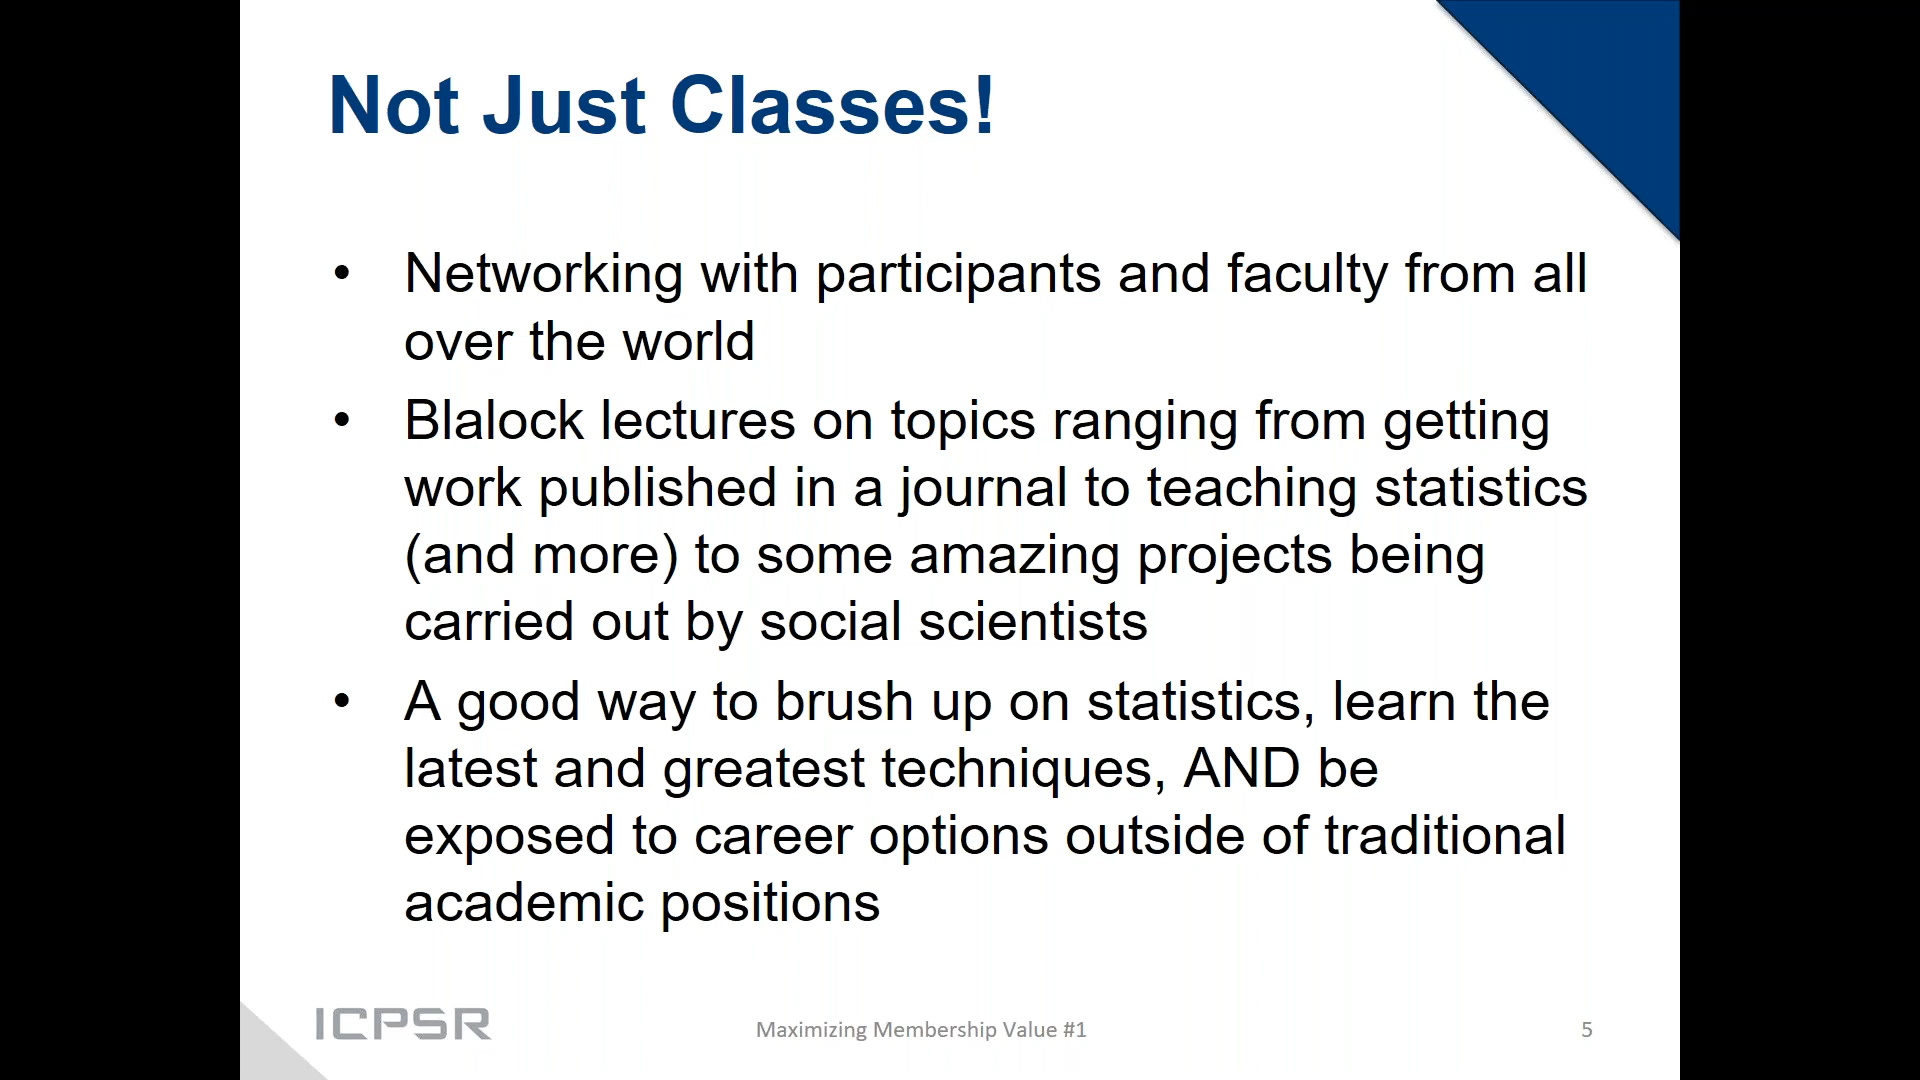 Not Just Classes!
• Networking with participants and faculty from all
over the world
• Blalock lectures on topics ranging from getting
work published in a journal to teaching statistics
(and more) to some amazing projects being
carried out by social scientists
• A good way to brush up on statistics, learn the
latest and greatest techniques, AND be
exposed to career options outside of traditional
academic positions
ICPSR
Maximizing Membership Value #1
5